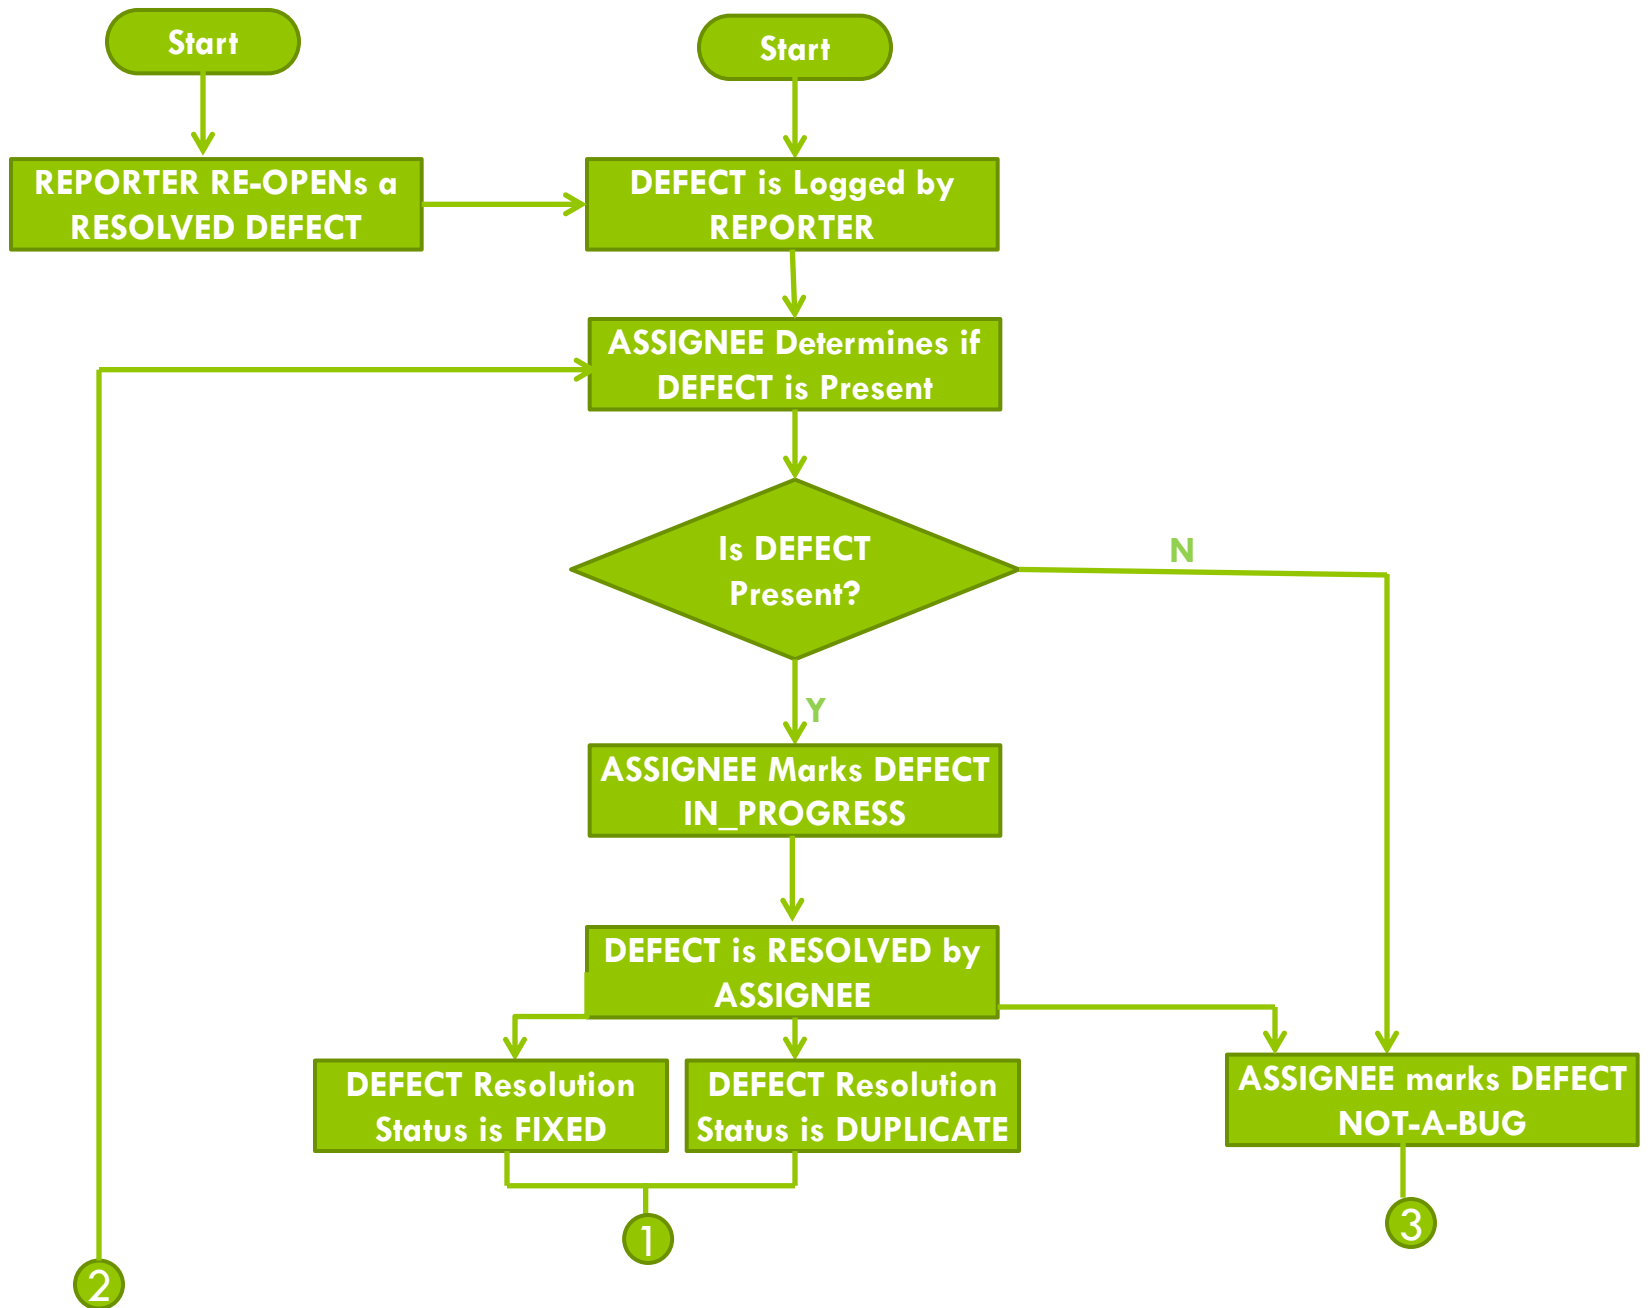 Start
Start
REPORTER RE-OPENs a
RESOLVED DEFECT
DEFECT is Logged by
REPORTER
ASSIGNEE Determines if
DEFECT is Present
Is DEFECT
Present?
N
Y
ASSIGNEE Marks DEFECT
IN_PROGRESS
DEFECT is RESOLVED by
ASSIGNEE
DEFECT Resolution
Status is FIXED
DEFECT Resolution
Status is DUPLICATE
ASSIGNEE marks DEFECT
NOT-A-BUG
1
3
2